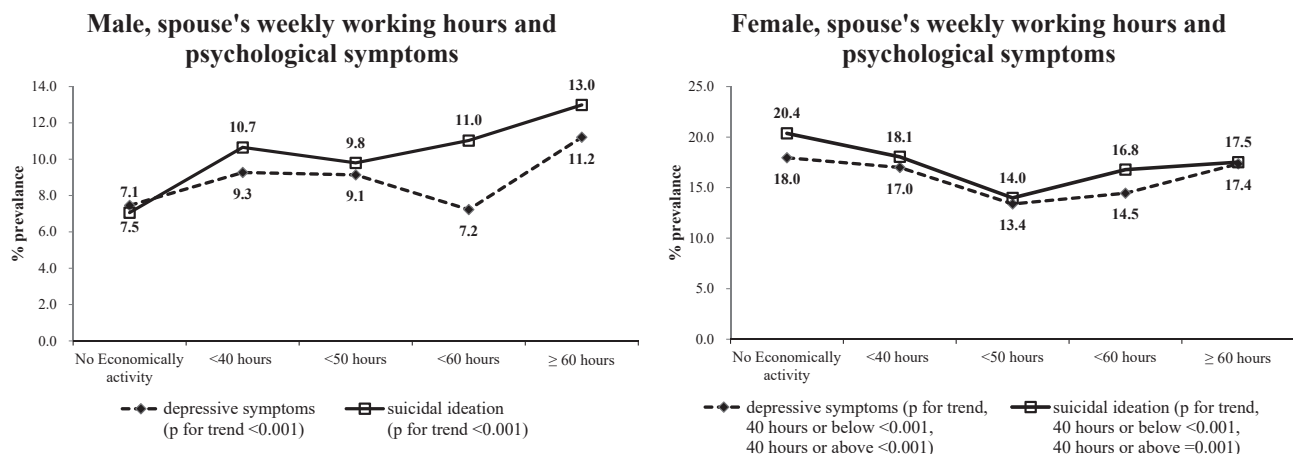 Male, spouse's weekly working hours and
psychological symptoms
14.0
12.0
10.0
8.0
6.0
4.0
2.0
0.0
% prevalance
7.1
7.5
10.7
9.3
9.8
9.1
11.0
7.2
13.0
11.2
No Economically
activity
<40 hours
<50 hours
<60 hours
≥ 60 hours
depressive symptoms
(p for trend <0.001)
suicidal ideation
(p for trend <0.001)
Female, spouse's weekly working hours and
psychological symptoms
25.0
20.0
15.0
10.0
5.0
0.0
% prevalance
20.4
18.0
18.1
17.0
14.0
13.4
16.8
14.5
17.5
17.4
No Economically
activity
<40 hours
<50 hours
<60 hours
≥ 60 hours
depressive symptoms (p for trend,
40 hours or below <0.001,
40 hours or above <0.001)
suicidal ideation (p for trend,
40 hours or below <0.001,
40 hours or above =0.001)